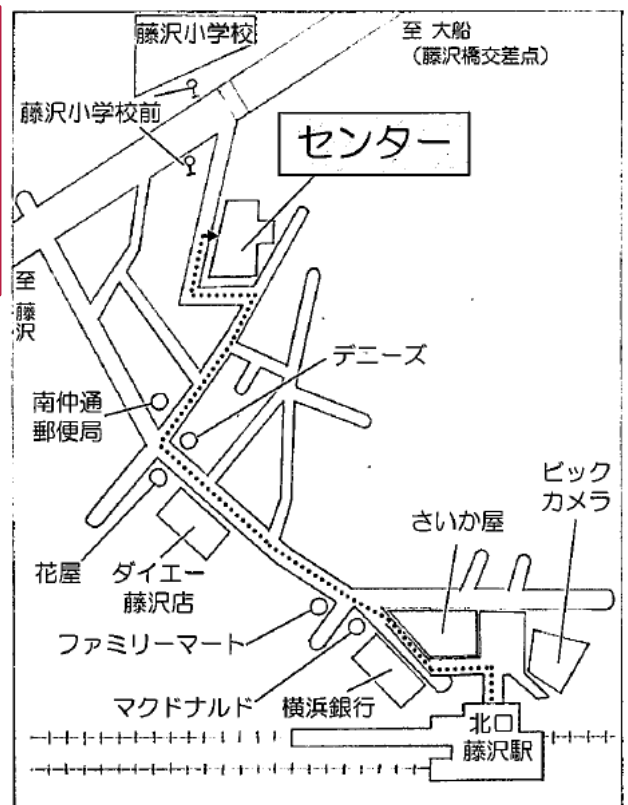 藤沢小学校
至 大船
(藤沢橋交差点)
藤沢小学校前
センター
至
藤
沢
デニーズ
南仲通
郵便局
ビック
カメラ
さいか屋
花屋
ダイエー
藤沢店
ファミリーマート
マクドナルド
横浜銀行
北口
藤沢駅